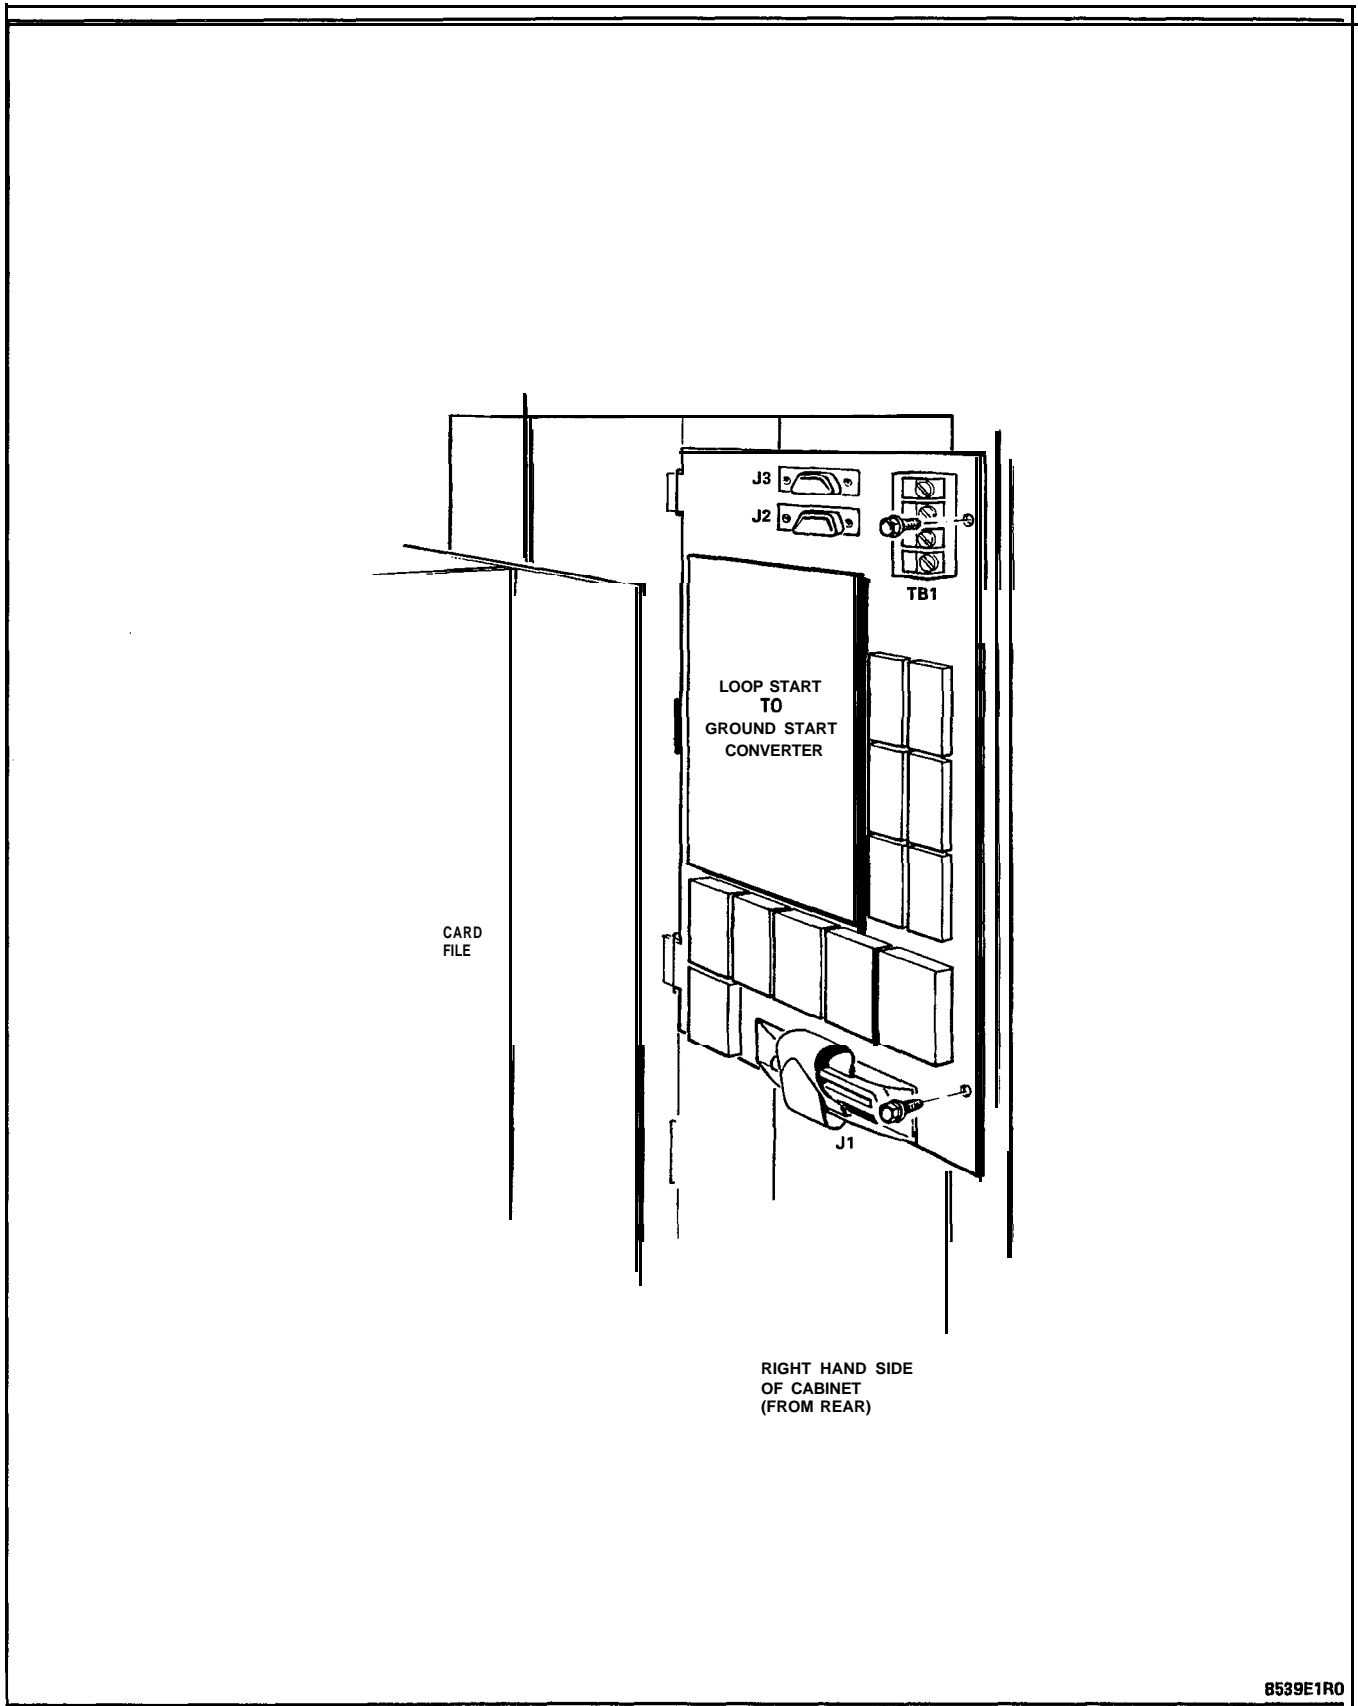 J3
J2
TB1
LOOP START
TO
GROUND START
CONVERTER
CARD
FILE
J1
RIGHT HAND SIDE
OF CABINET
(FROM REAR)
8539E1R0